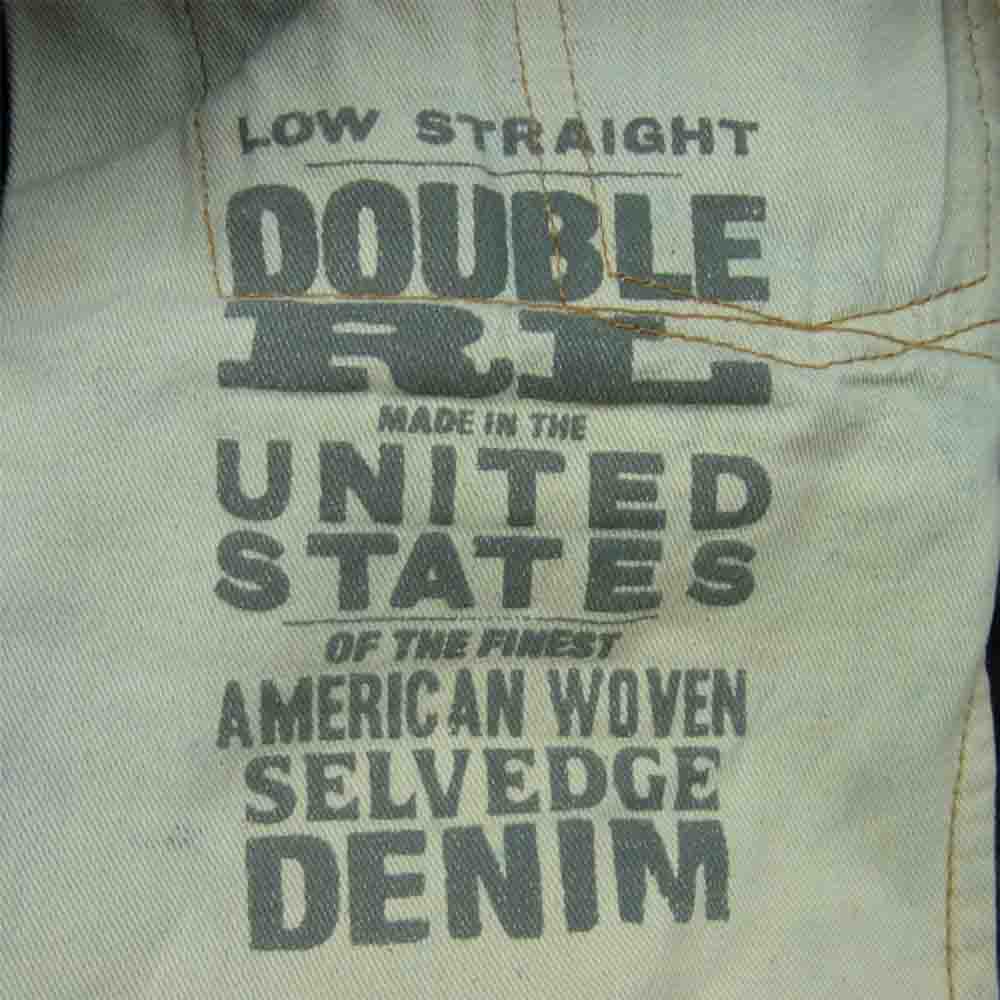 LOW STRAIGHT
DOUBLE
RL
MADE IN THE
UNITED
STATES
OF THE FINEST
AMERICAN WOVEN
SELVEDGE
DENIM